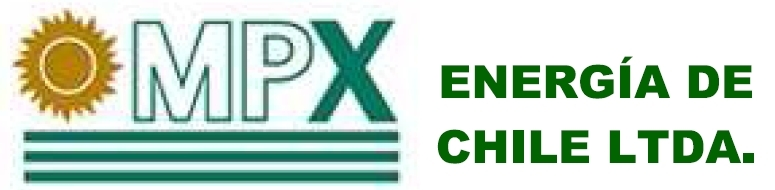 MPX
ENERGÍA DE
CHILE LTDA.